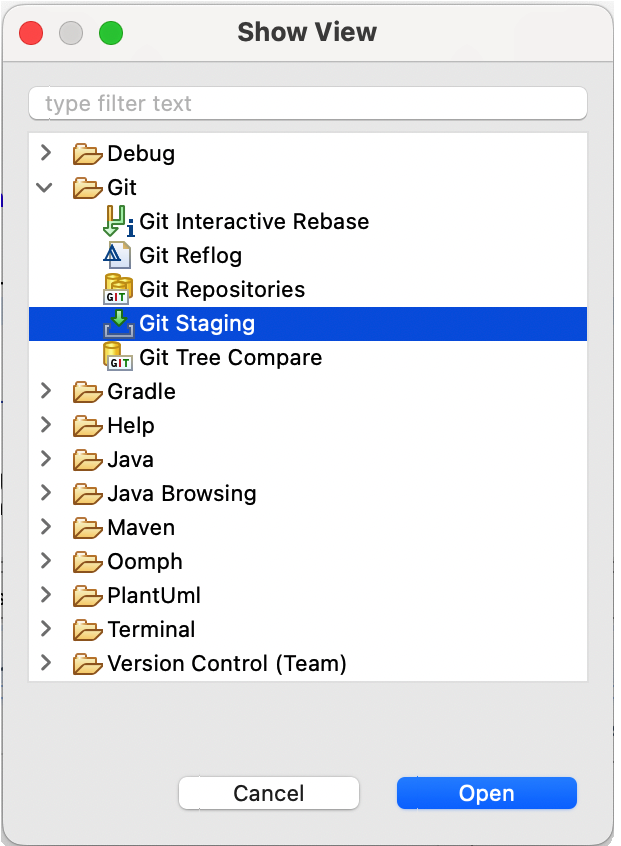 Show View
type filter text
Debug
Git
Git Interactive Rebase
Git Reflog
Git Repositories
Git Staging
Git Tree Compare
Gradle
Help
Java
Java Browsing
Maven
Oomph
PlantUml
Terminal
Version Control (Team)
Cancel Open